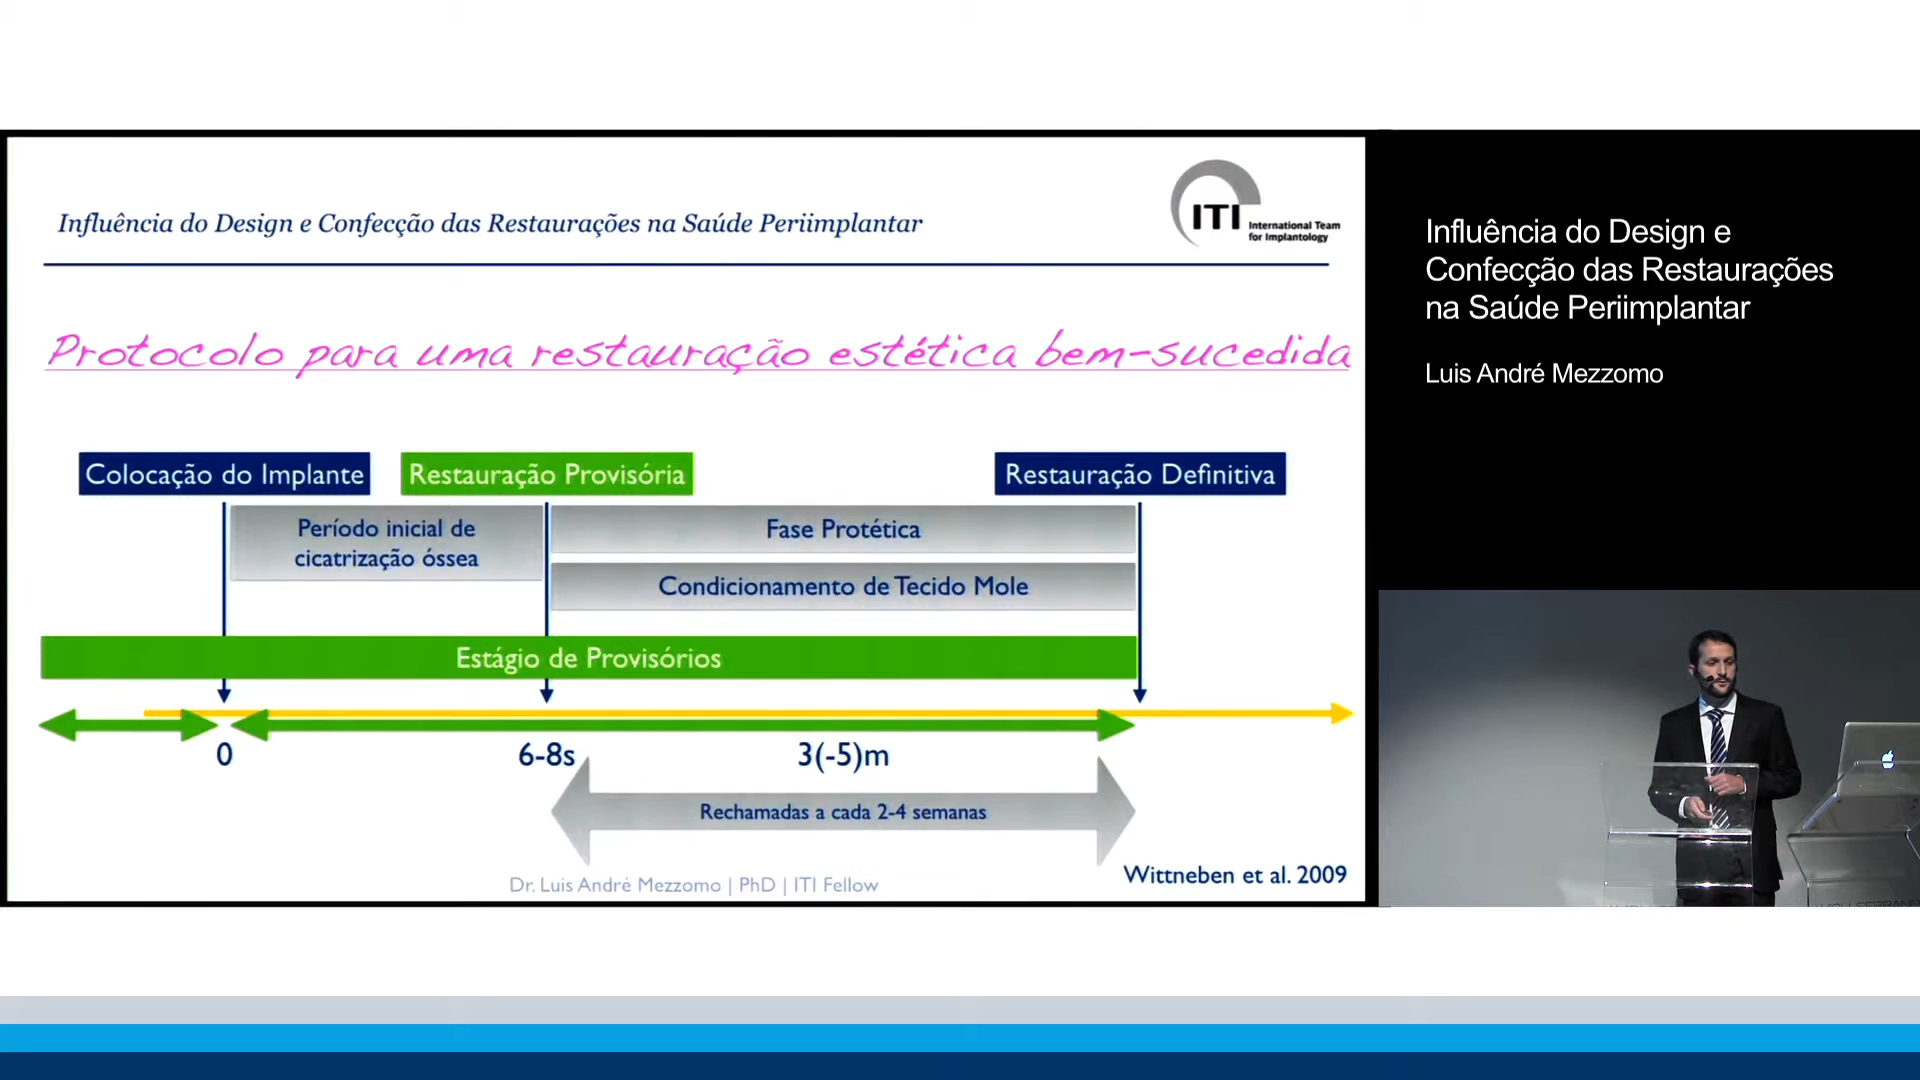 Influência do Design e Confecção das Restaurações na Saúde Periimplantar
ITI International Team
for Implantology
Protocolo para uma restauração estética bem-sucedida
Colocação do Implante
Restauração Provisória
Restauração Definitiva
Período inicial de
cicatrização óssea
Fase Protética
Condicionamento de Tecido Mole
Estágio de Provisórios
0
6-8s
3(-5)m
Rechamadas a cada 2-4 semanas
Wittneben et al. 2009
Dr. Luis André Mezzomo | PhD | ITI Fellow
Influência do Design e
Confecção das Restaurações
na Saúde Periimplantar
Luis André Mezzomo